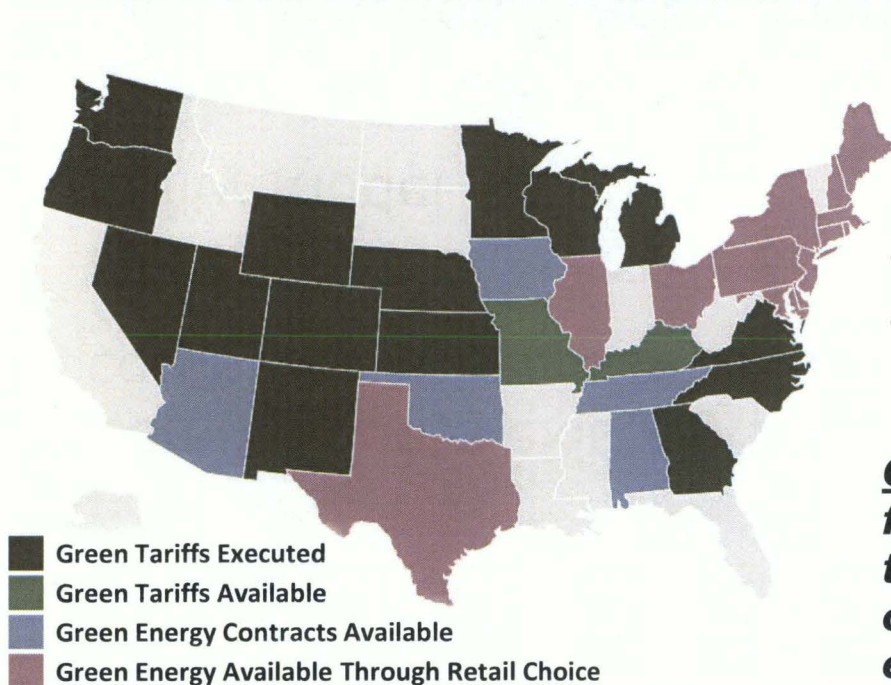 Green Tariffs Executed
Green Tariffs Available
Green Energy Contracts Available
Green Energy Available Through Retail Choice